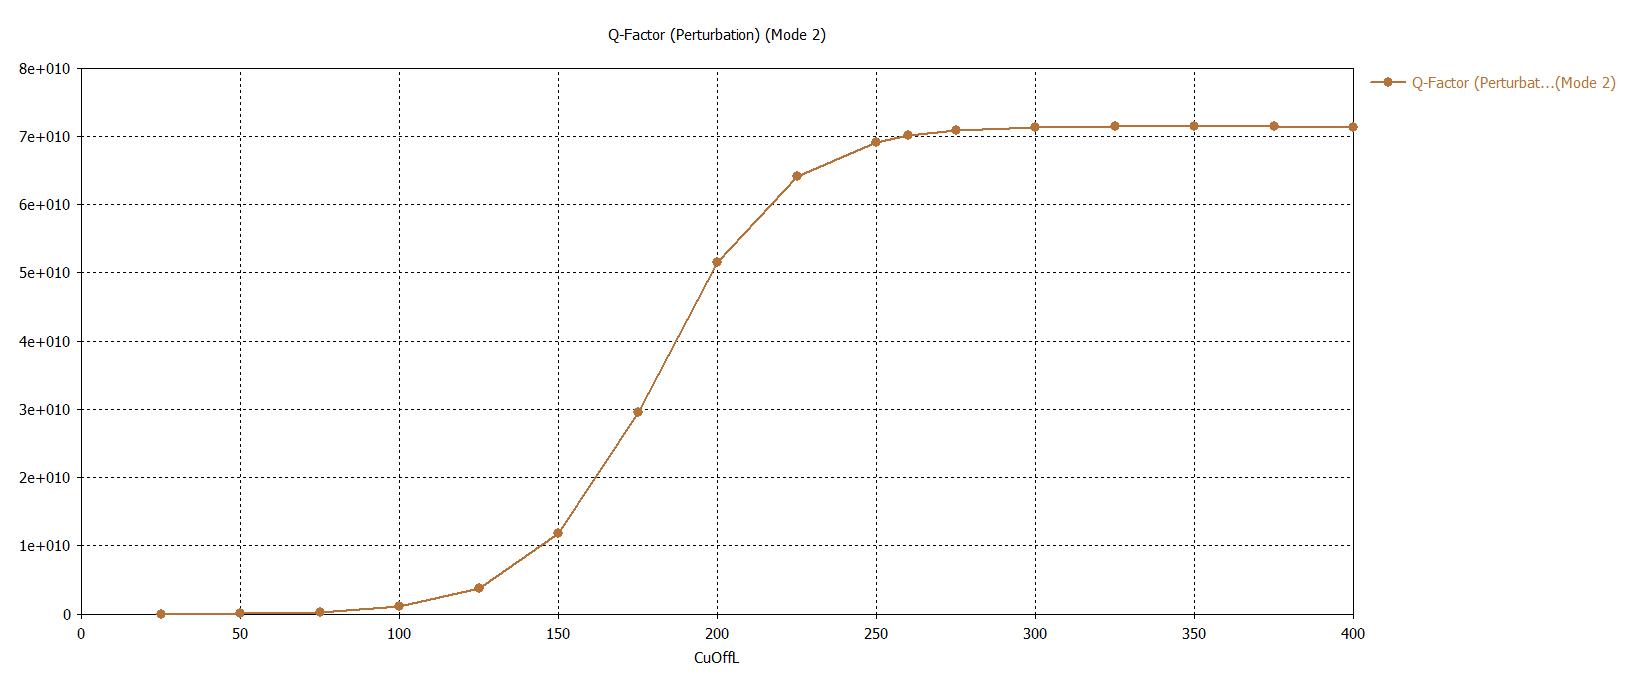 Q-Factor (Perturbation) (Mode 2)
8e+010
7e+010
6e+010
5e+010
4e+010
3e+010
2e+010
1e+010
0
0 50 100 150 200 250 300 350 400
CuOffL
Q-Factor (Perturbat...(Mode 2)